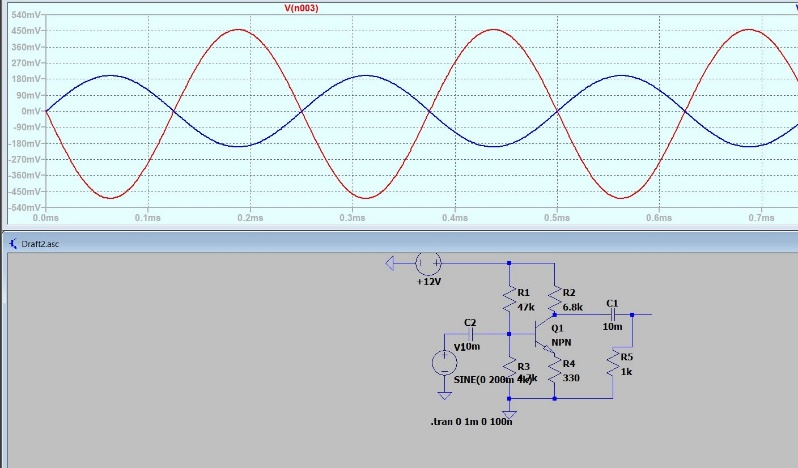 V(n003)
540mV
450mV
360mV
270mV
180mV
90mV
0mV
-90mV
-180mV
-270mV
-360mV
-450mV
-540mV
0.0ms 0.1ms 0.2ms 0.3ms 0.4ms 0.5ms 0.6ms 0.7ms
Draft2.asc
+12V
R1
47k
R2
6.8k
C1
10m
C2
10m
V1
Q1
NPN
R3
4.7k
R4
330
R5
1k
SINE(0 200m 4k)
.tran 0 1m 0 100n